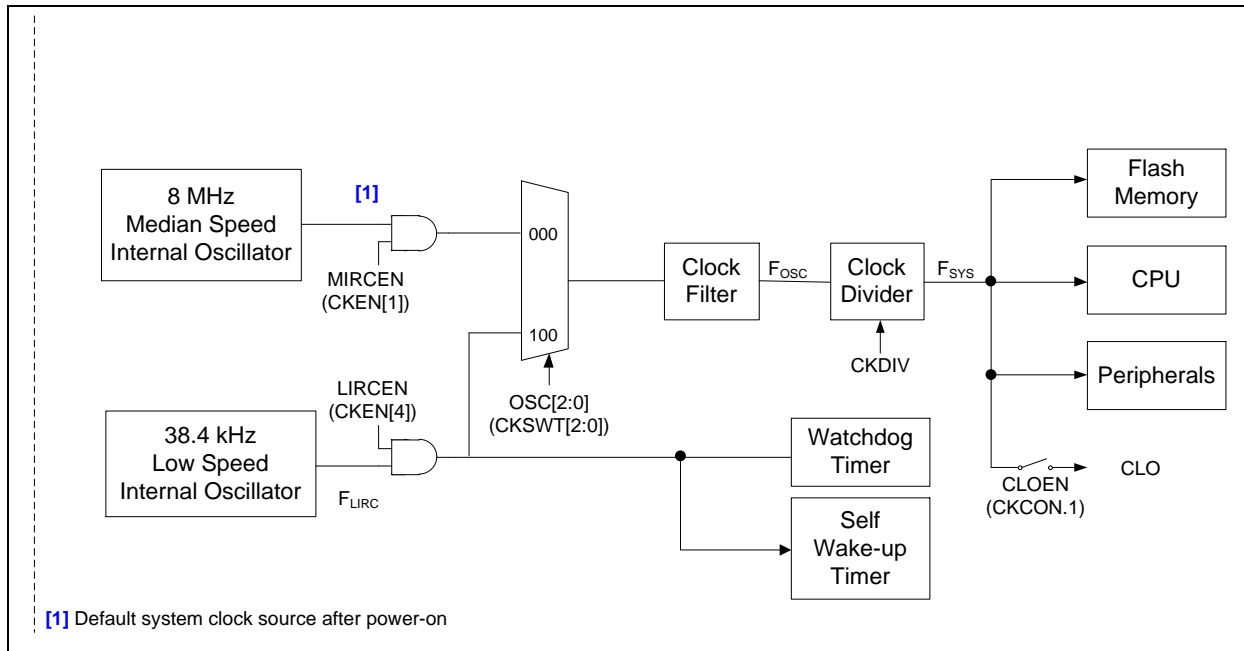 8 MHz
Median Speed
Internal Oscillator
[1]
MIRCEN
(CKEN[1])
000
100
OSC[2:0]
(CKSWT[2:0])
Clock
Filter
FOSC
Clock
Divider
CKDIV
FSYS
Flash
Memory
CPU
Peripherals
CLO
CLOEN
(CKCON.1)
LIRCEN
(CKEN[4])
38.4 kHz
Low Speed
Internal Oscillator
FLIRC
Watchdog
Timer
Self
Wake-up
Timer
[1] Default system clock source after power-on